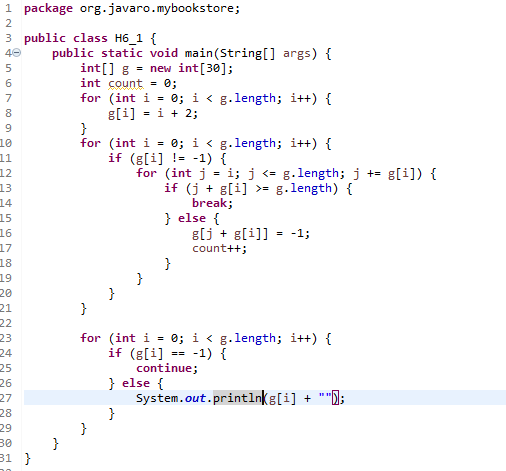 1 package org.javaro.mybookstore;
2
3 public class H6_1 {
4 public static void main(String[] args) {
5 int[] g = new int[30];
6 int count = 0;
7 for (int i = 0; i < g.length; i++) {
8 g[i] = i + 2;
9 }
10 for (int i = 0; i < g.length; i++) {
11 if (g[i] != -1) {
12 for (int j = i; j <= g.length; j += g[i]) {
13 if (j + g[i] >= g.length) {
14 break;
15 } else {
16 g[j + g[i]] = -1;
17 count++;
18 }
19 }
20 }
21 }
22
23 for (int i = 0; i < g.length; i++) {
24 if (g[i] == -1) {
25 continue;
26 } else {
27 System.out.println(g[i] + "");
28 }
29 }
30 }
31 }